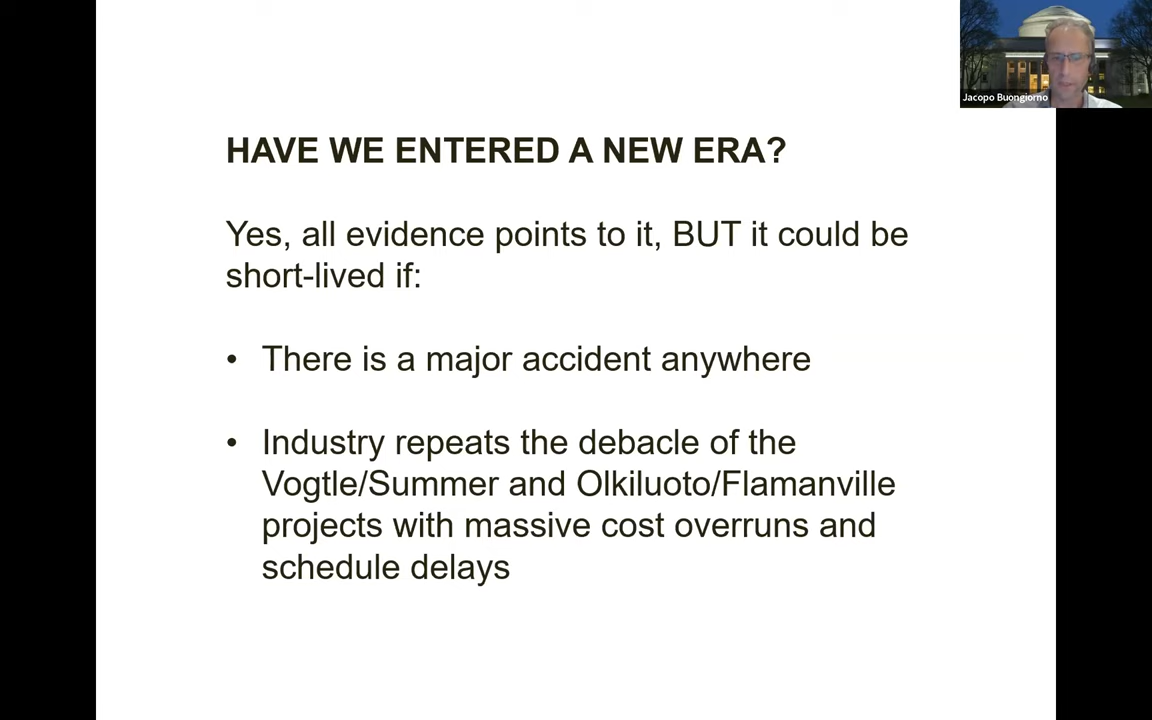 Jacopo Buongiorno
HAVE WE ENTERED A NEW ERA?
Yes, all evidence points to it, BUT it could be
short-lived if:
• There is a major accident anywhere
• Industry repeats the debacle of the
Vogtle/Summer and Olkiluoto/Flamanville
projects with massive cost overruns and
schedule delays